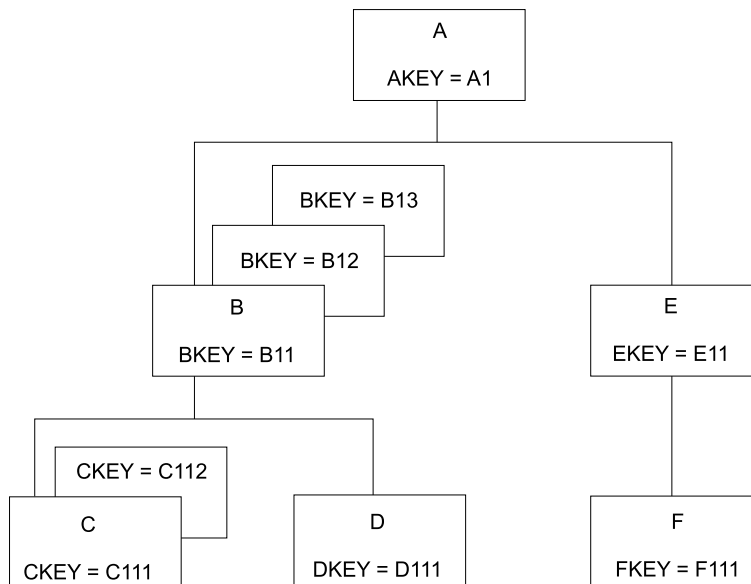 A
AKEY = A1
BKEY = B13
BKEY = B12
B
BKEY = B11
E
EKEY = E11
CKEY = C112
C
CKEY = C111
D
DKEY = D111
F
FKEY = F111